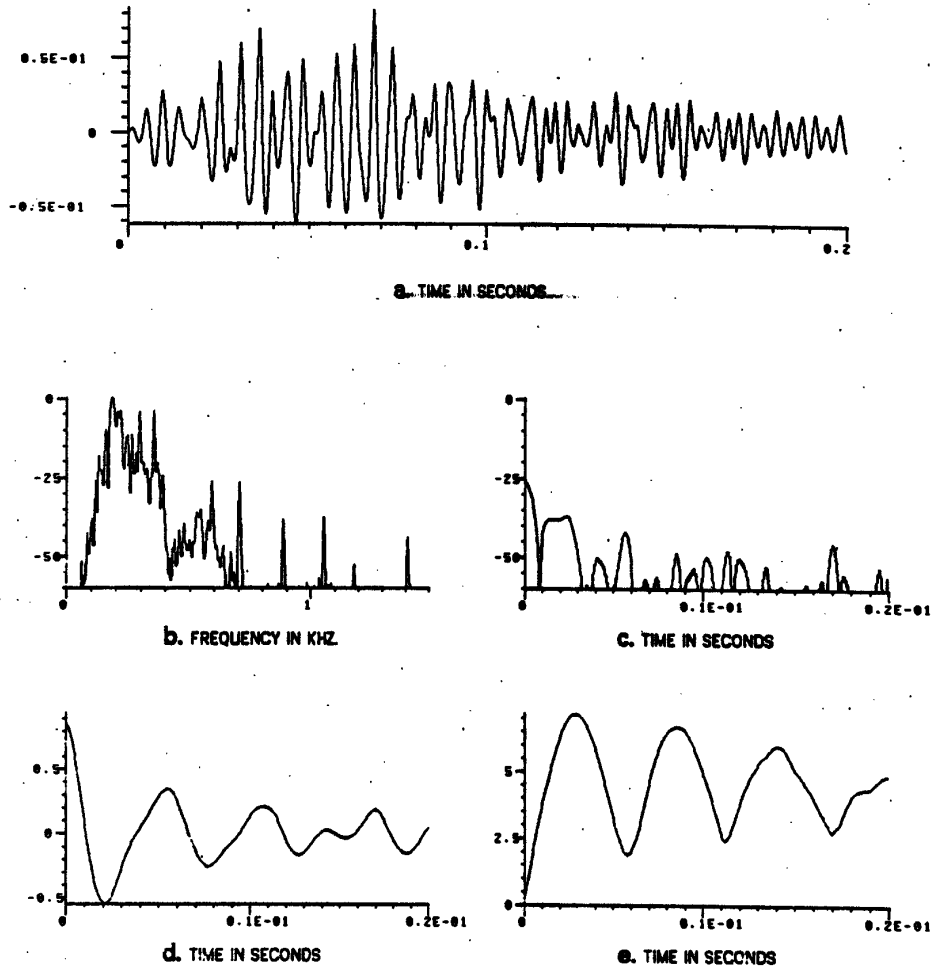 0.5E-01
0
-0.5E-01
0 0.1 0.2
a. TIME IN SECONDS
0 0
-25 -25
-50 -50
0 1 0 0.1E-01 0.2E-01
b. FREQUENCY IN KHZ c. TIME IN SECONDS
0.5 5
0 2.5
-0.5 0
0 0.1E-01 0.2E-01 0 0.1E-01 0.2E-01
d. TIME IN SECONDS e. TIME IN SECONDS